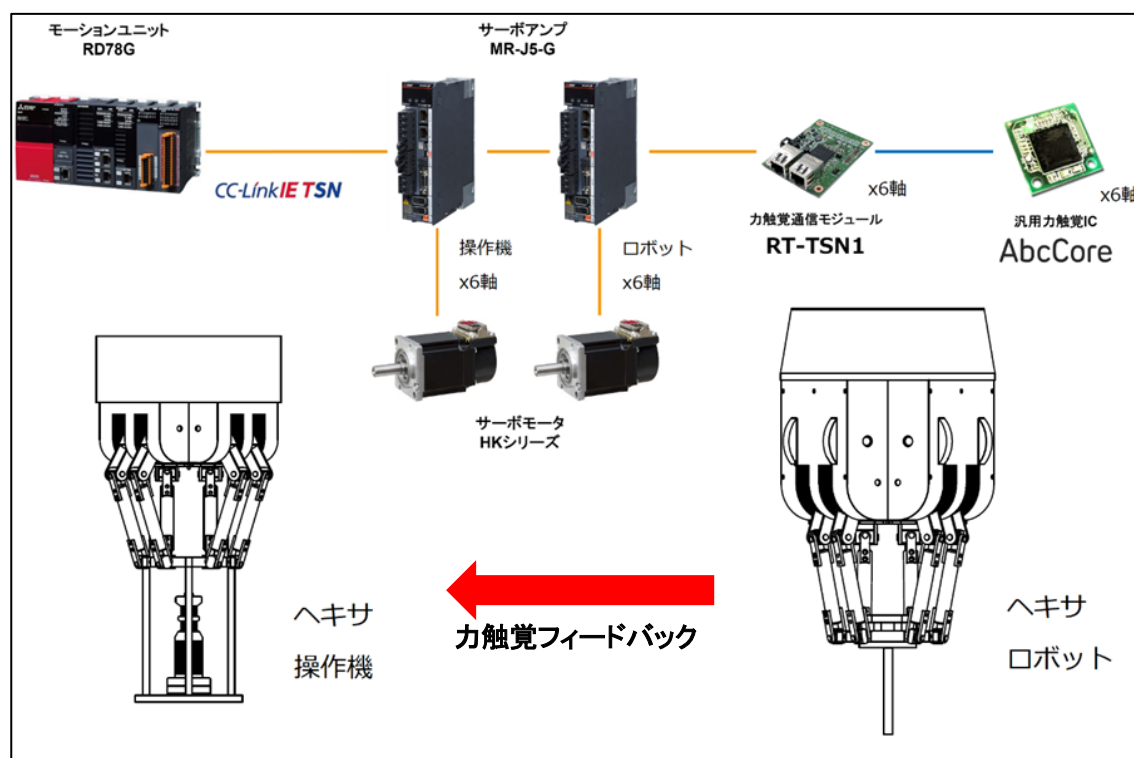 モーションユニット
RD78G
サーボアンプ
MR-J5-G
CC-Link IE TSN
操作機
x6軸
ロボット
x6軸
x6軸
力触覚通信モジュール
RT-TSN1
x6軸
汎用力触覚IC
AbcCore
サーボモータ
HKシリーズ
ヘキサ
操作機
力触覚フィードバック
ヘキサ
ロボット